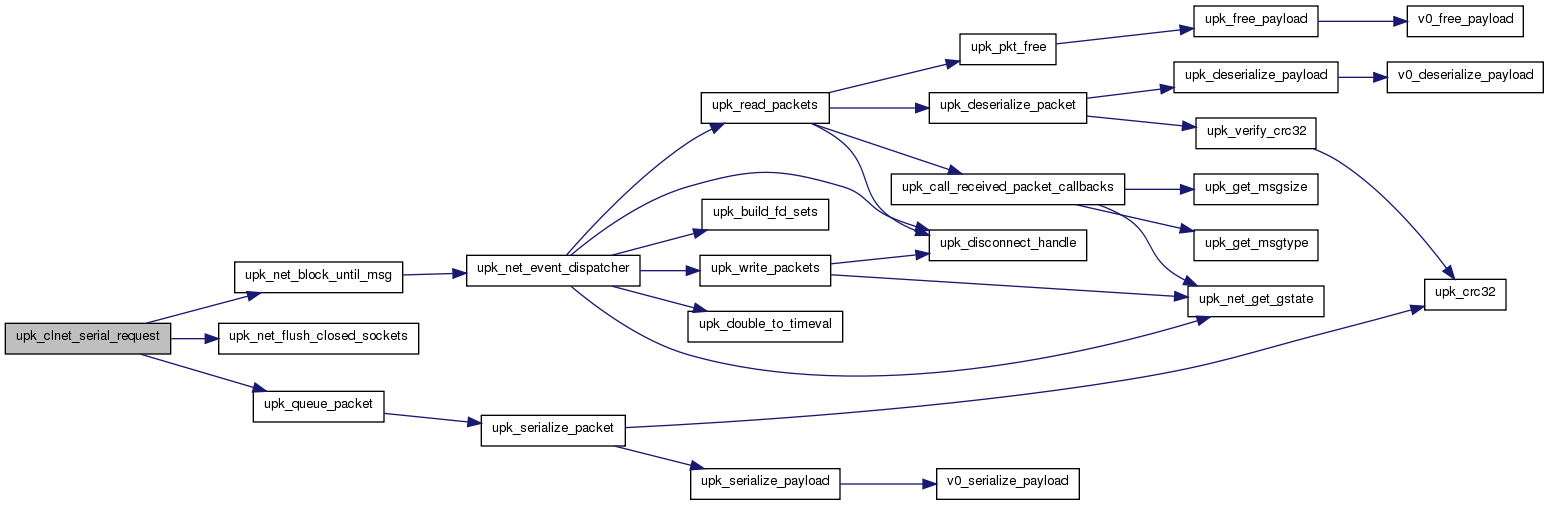 upk_free_payload
v0_free_payload
upk_pkt_free
upk_deserialize_payload
v0_deserialize_payload
upk_read_packets
upk_deserialize_packet
upk_verify_crc32
upk_call_received_packet_callbacks
upk_get_msgsize
upk_build_fd_sets
upk_disconnect_handle
upk_get_msgtype
upk_net_block_until_msg
upk_net_event_dispatcher
upk_write_packets
upk_net_get_gstate
upk_crc32
upk_clnet_serial_request
upk_net_flush_closed_sockets
upk_double_to_timeval
upk_queue_packet
upk_serialize_packet
upk_serialize_payload
v0_serialize_payload